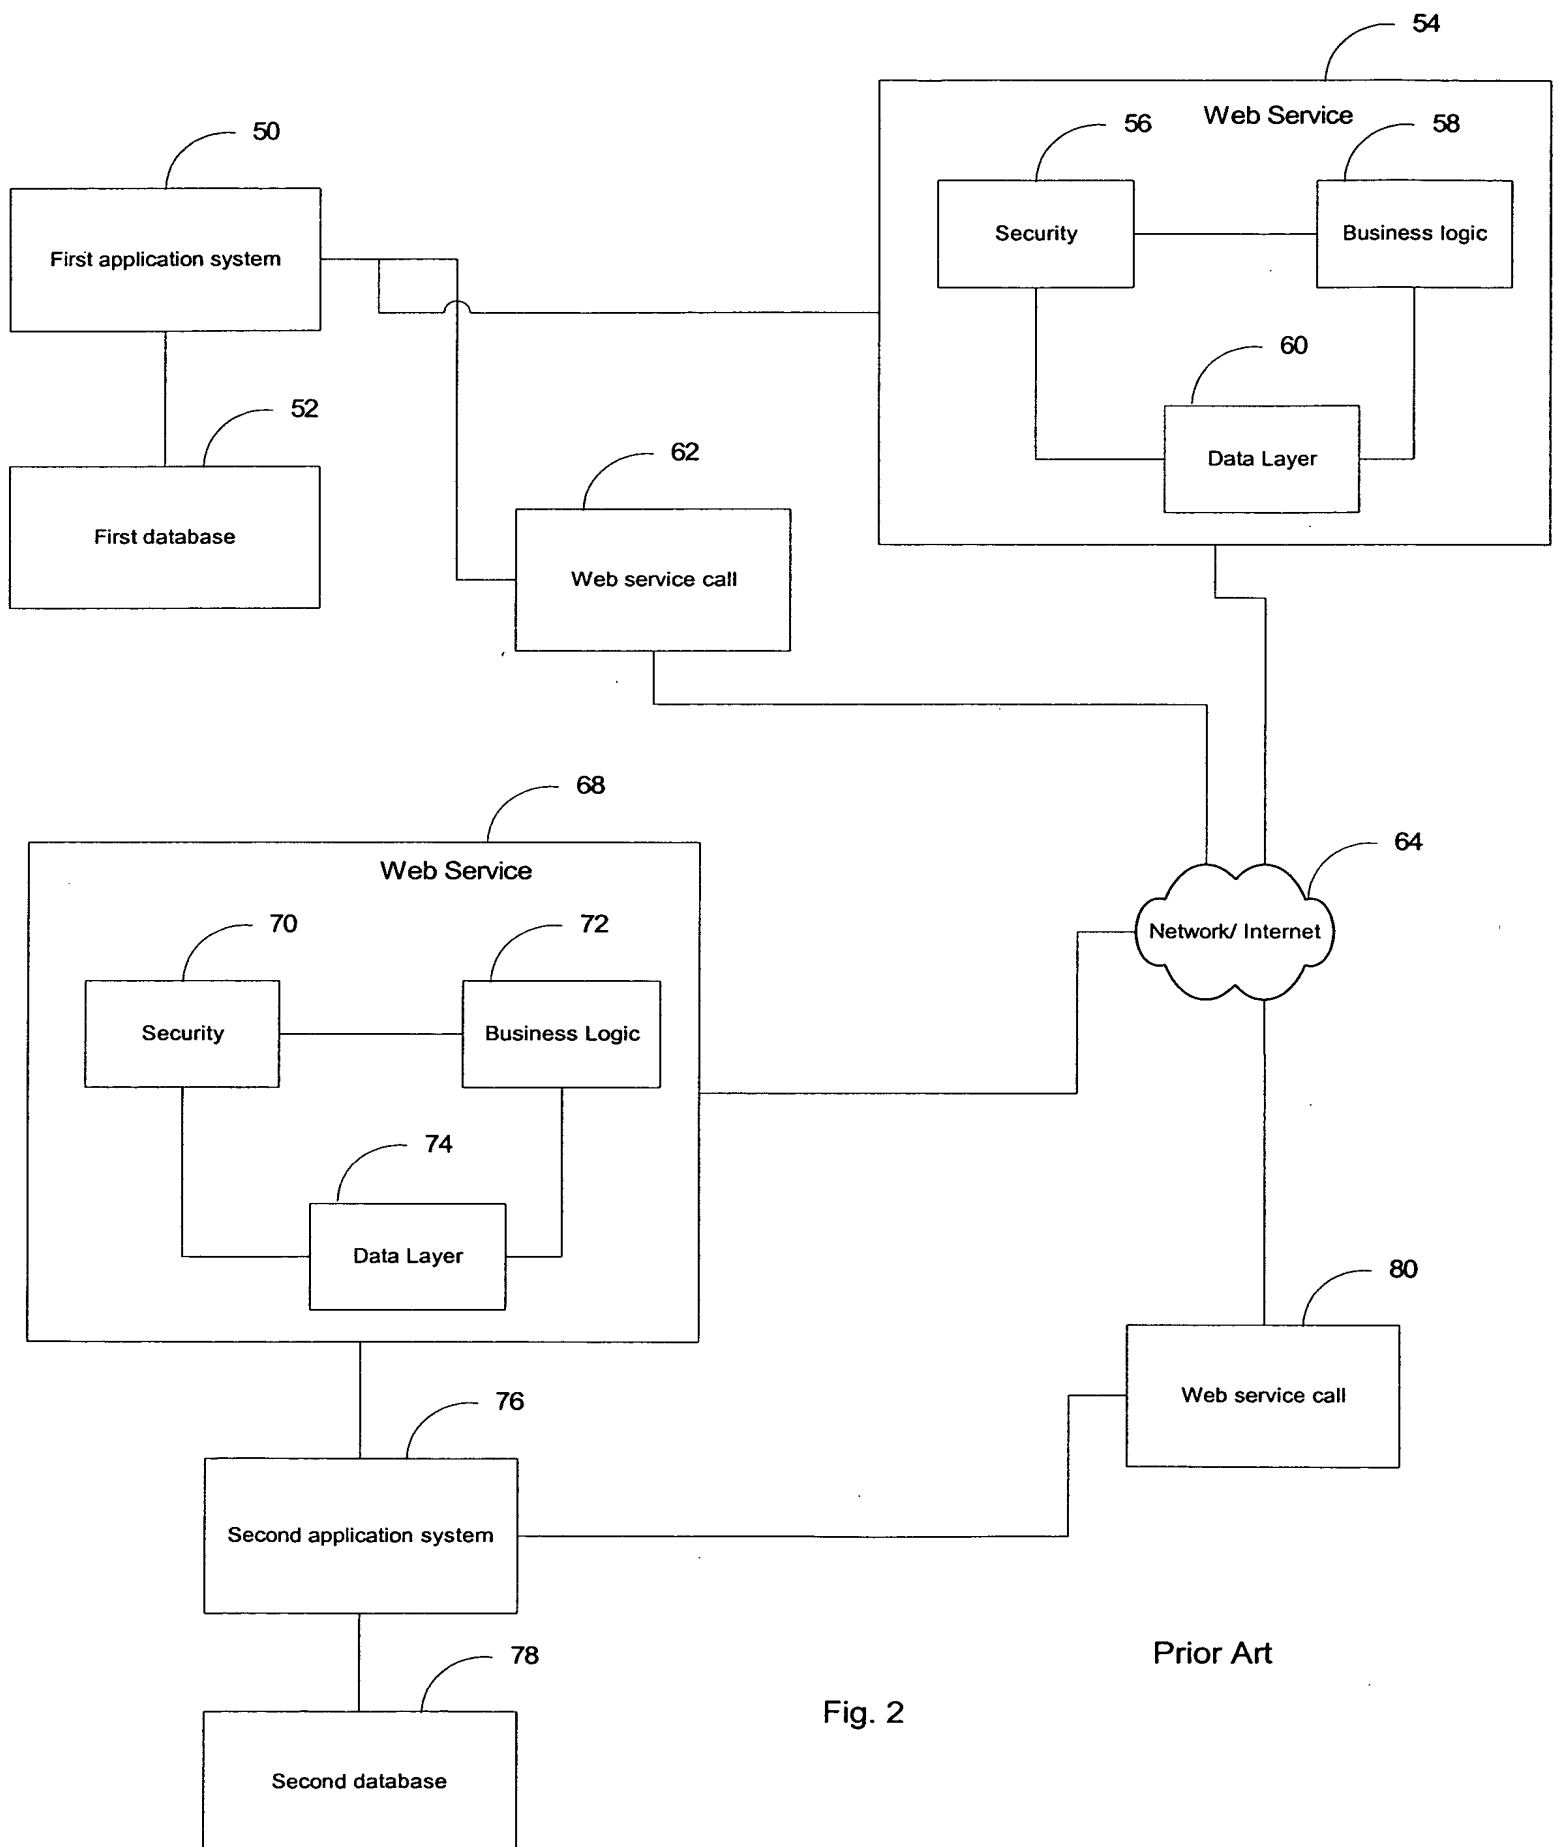 54
Web Service
56
58
50
Security
Business logic
First application system
60
52
Data Layer
62
First database
Web service call
68
Web Service
64
70
72
Network/ Internet
Security
Business Logic
74
Data Layer
80
76
Web service call
Second application system
78
Prior Art
Fig. 2
Second database